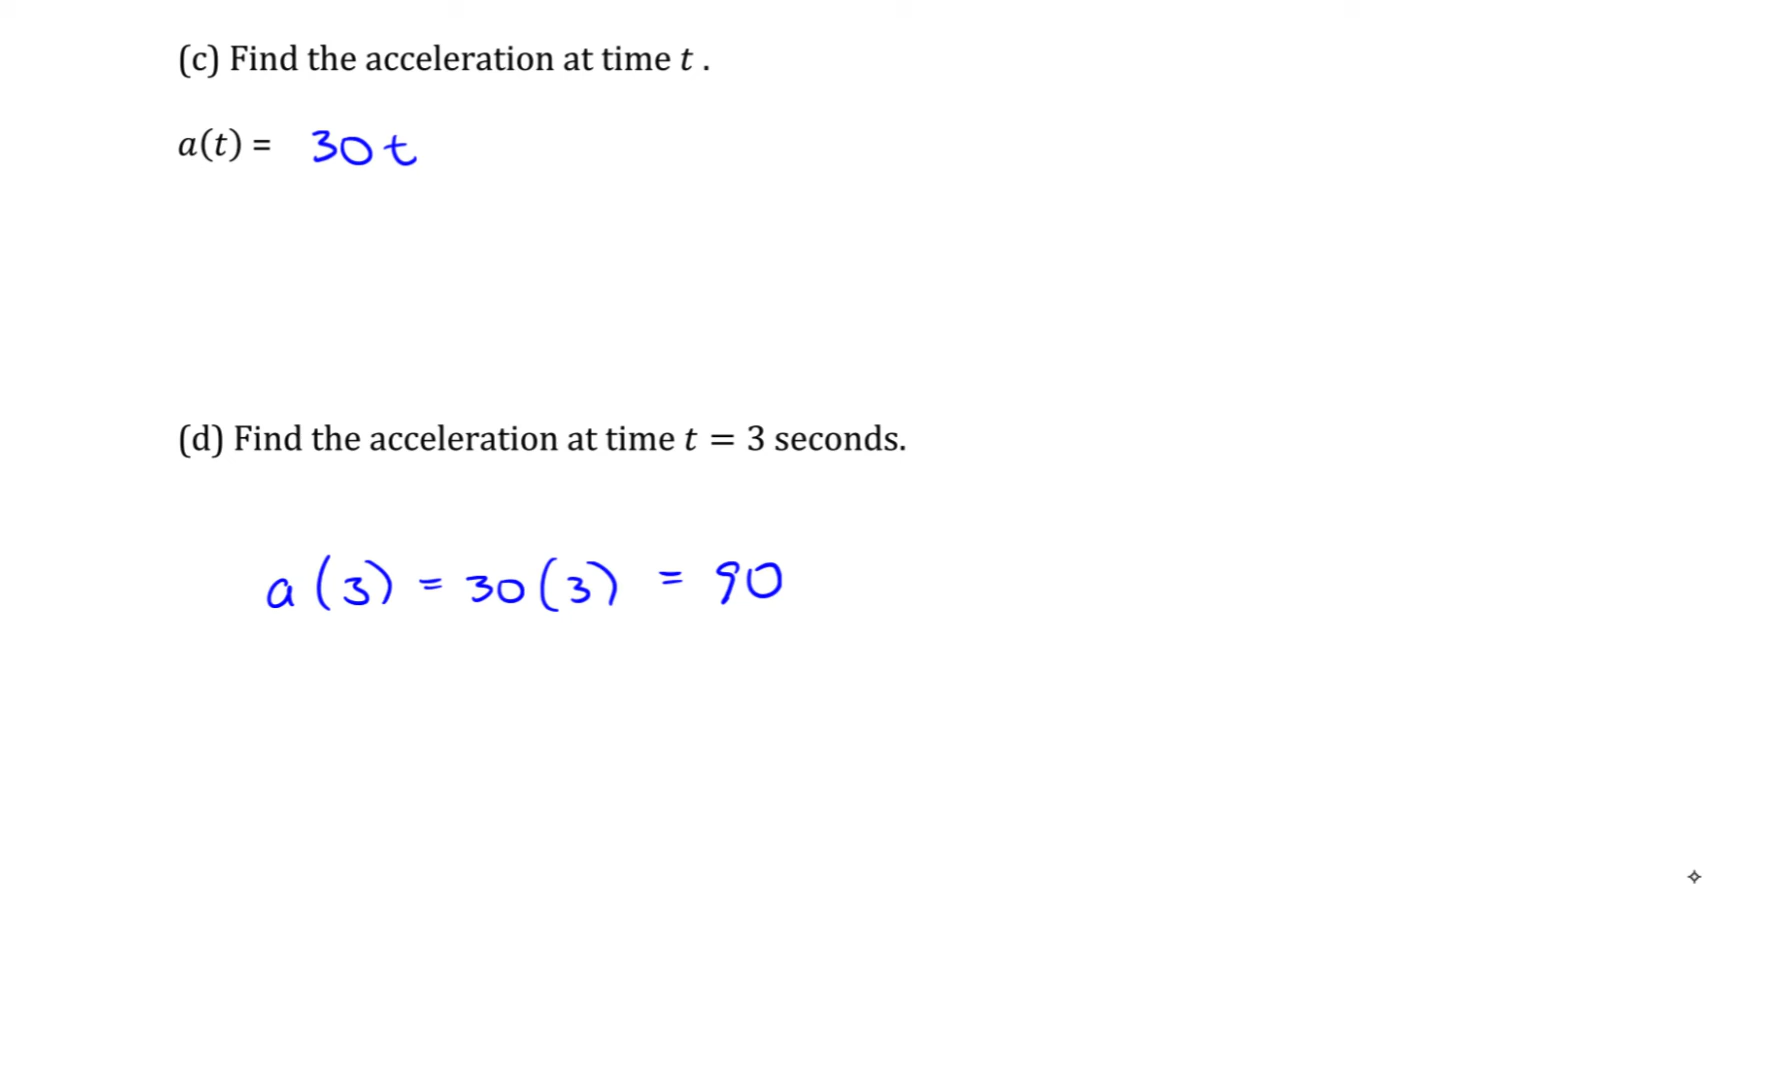 (c) Find the acceleration at time t .
a(t) = 30t
(d) Find the acceleration at time t = 3 seconds.
a(3) = 30(3) = 90